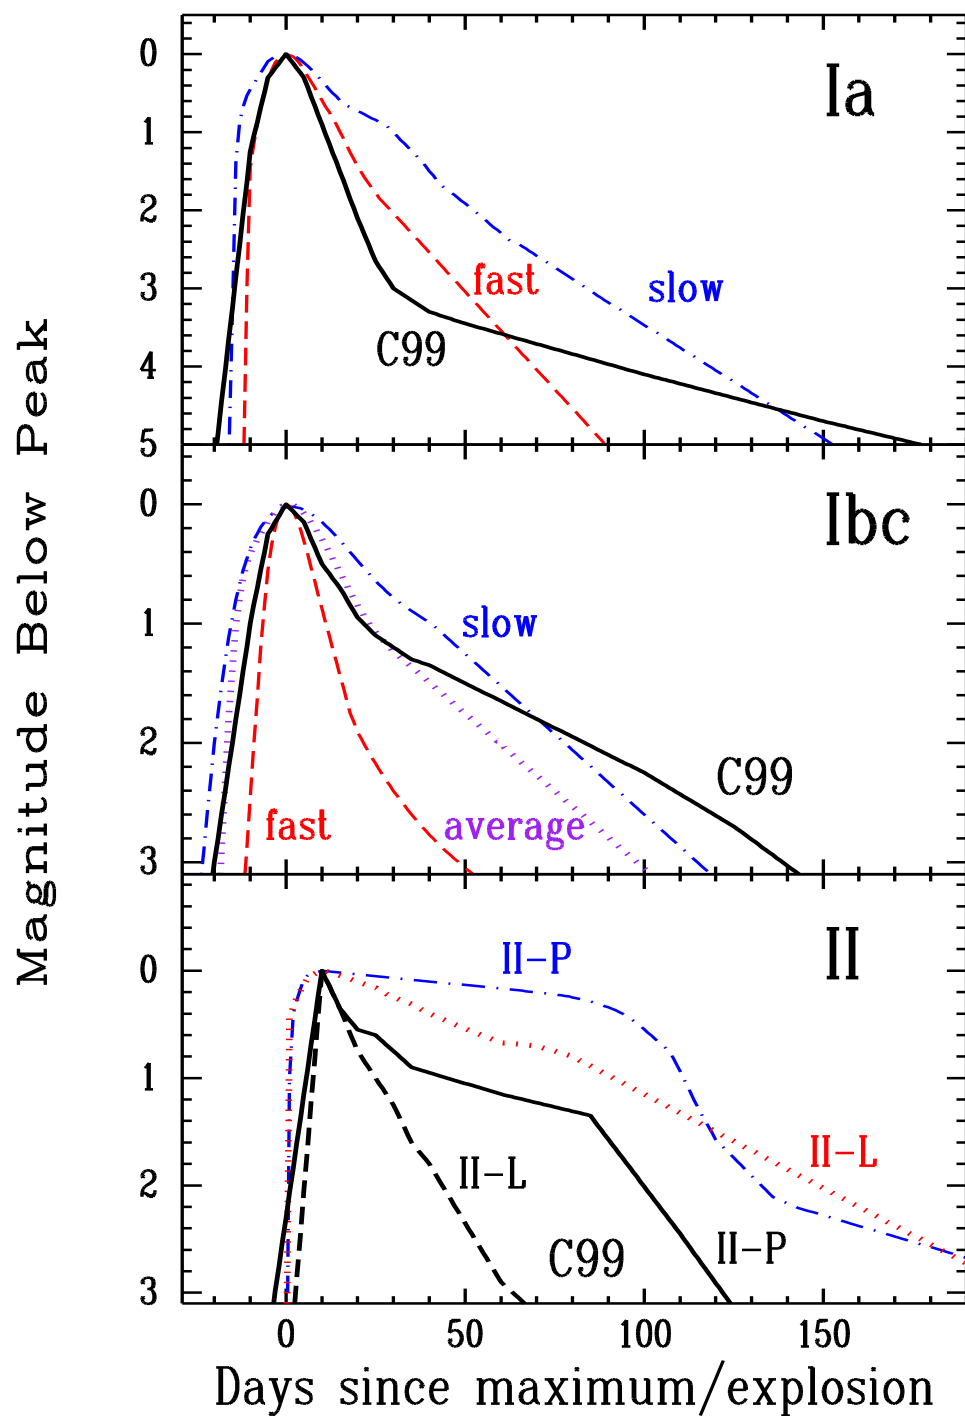 Magnitude Below Peak
0
1
2
3
4
5
Ia
fast
slow
C99
0
1
2
3
Ibc
slow
C99
fast
average
0
1
2
3
II
II-P
II-L
II-L
II-P
C99
0 50 100 150
Days since maximum/explosion